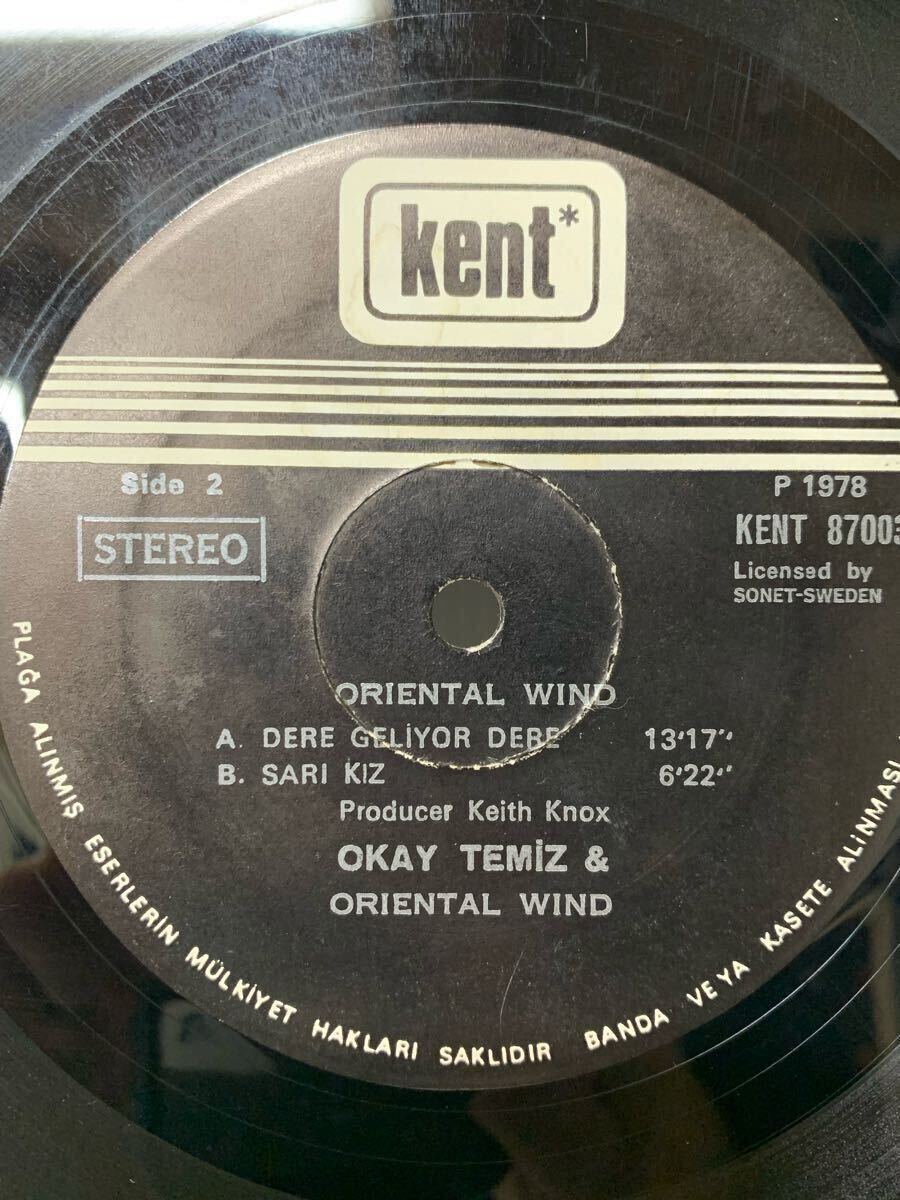 kent*
Side 2
P 1978
STEREO
KENT 87003
Licensed by
SONET-SWEDEN
ORIENTAL WIND
A. DERE GELİYOR DERE 13'17''
B. SARI KIZ 6'22''
Producer Keith Knox
OKAY TEMİZ &
ORIENTAL WIND
PLAĞA ALINMIŞ ESERLERİN MÜLKİYET HAKLARI SAKLIDIR BANDA VEYA KASETE ALINMASI